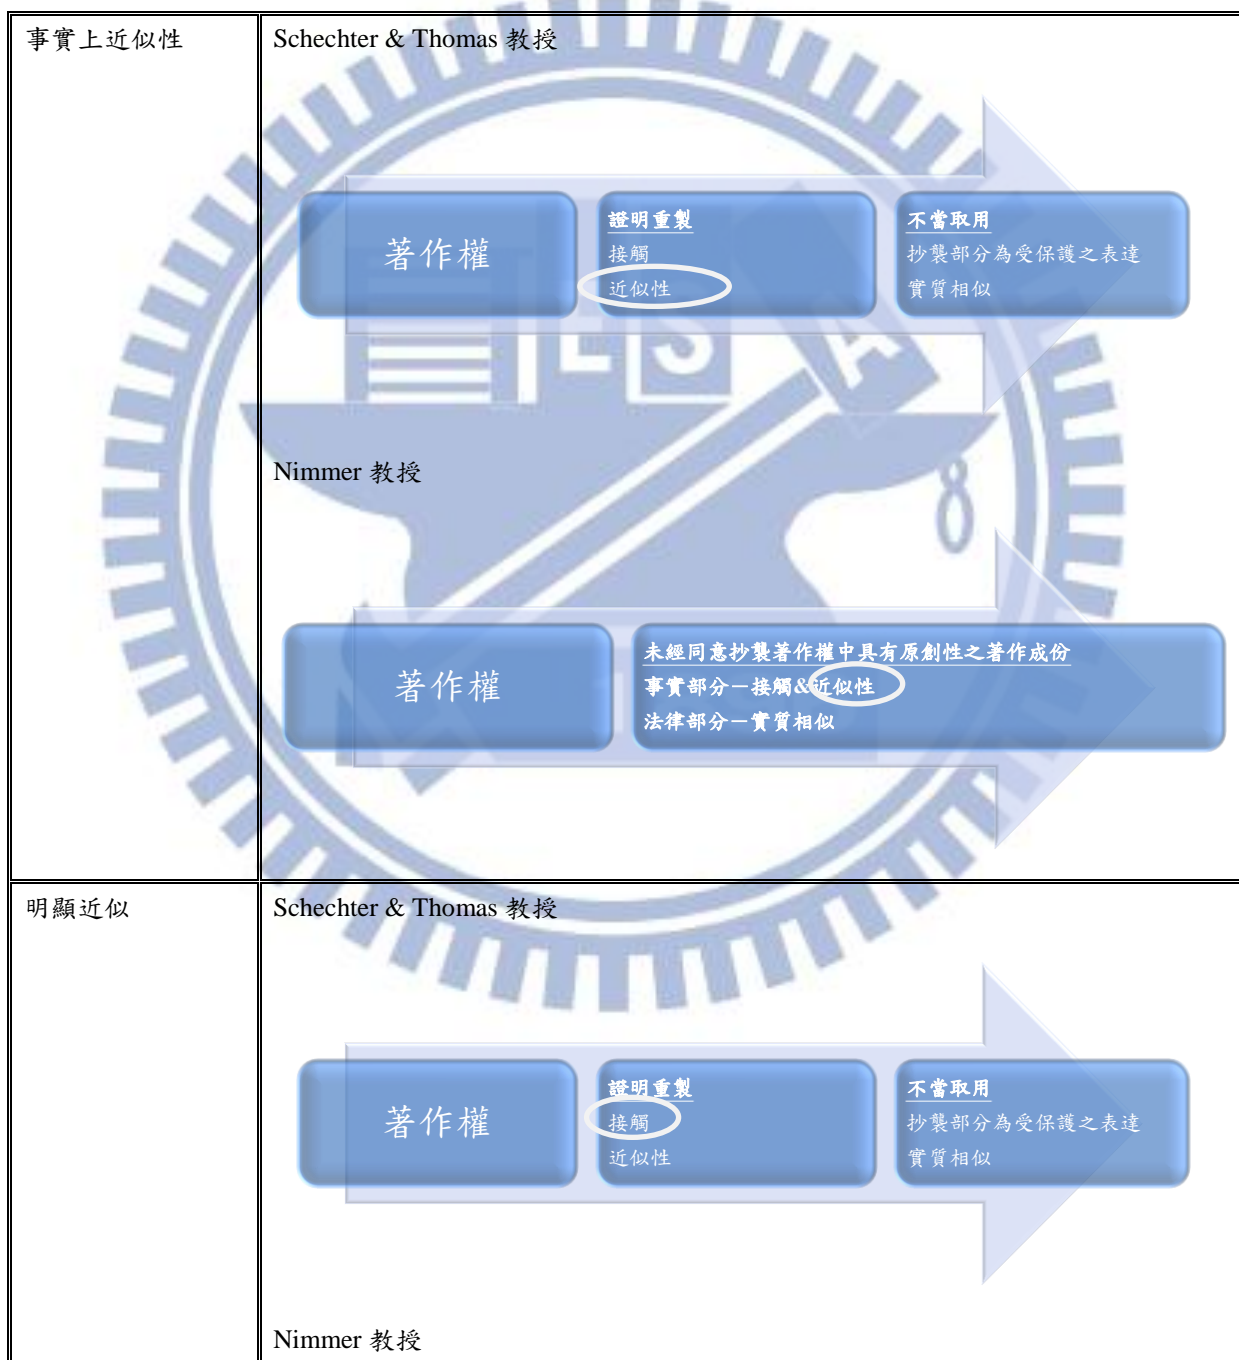 事實上近似性
Schechter & Thomas 教授
著作權
證明重製
接觸
近似性
不當取用
抄襲部分為受保護之表達
實質相似
Nimmer 教授
著作權
未經同意抄襲著作權中具有原創性之著作成份
事實部分－接觸&近似性
法律部分－實質相似
明顯近似
Schechter & Thomas 教授
著作權
證明重製
接觸
近似性
不當取用
抄襲部分為受保護之表達
實質相似
Nimmer 教授